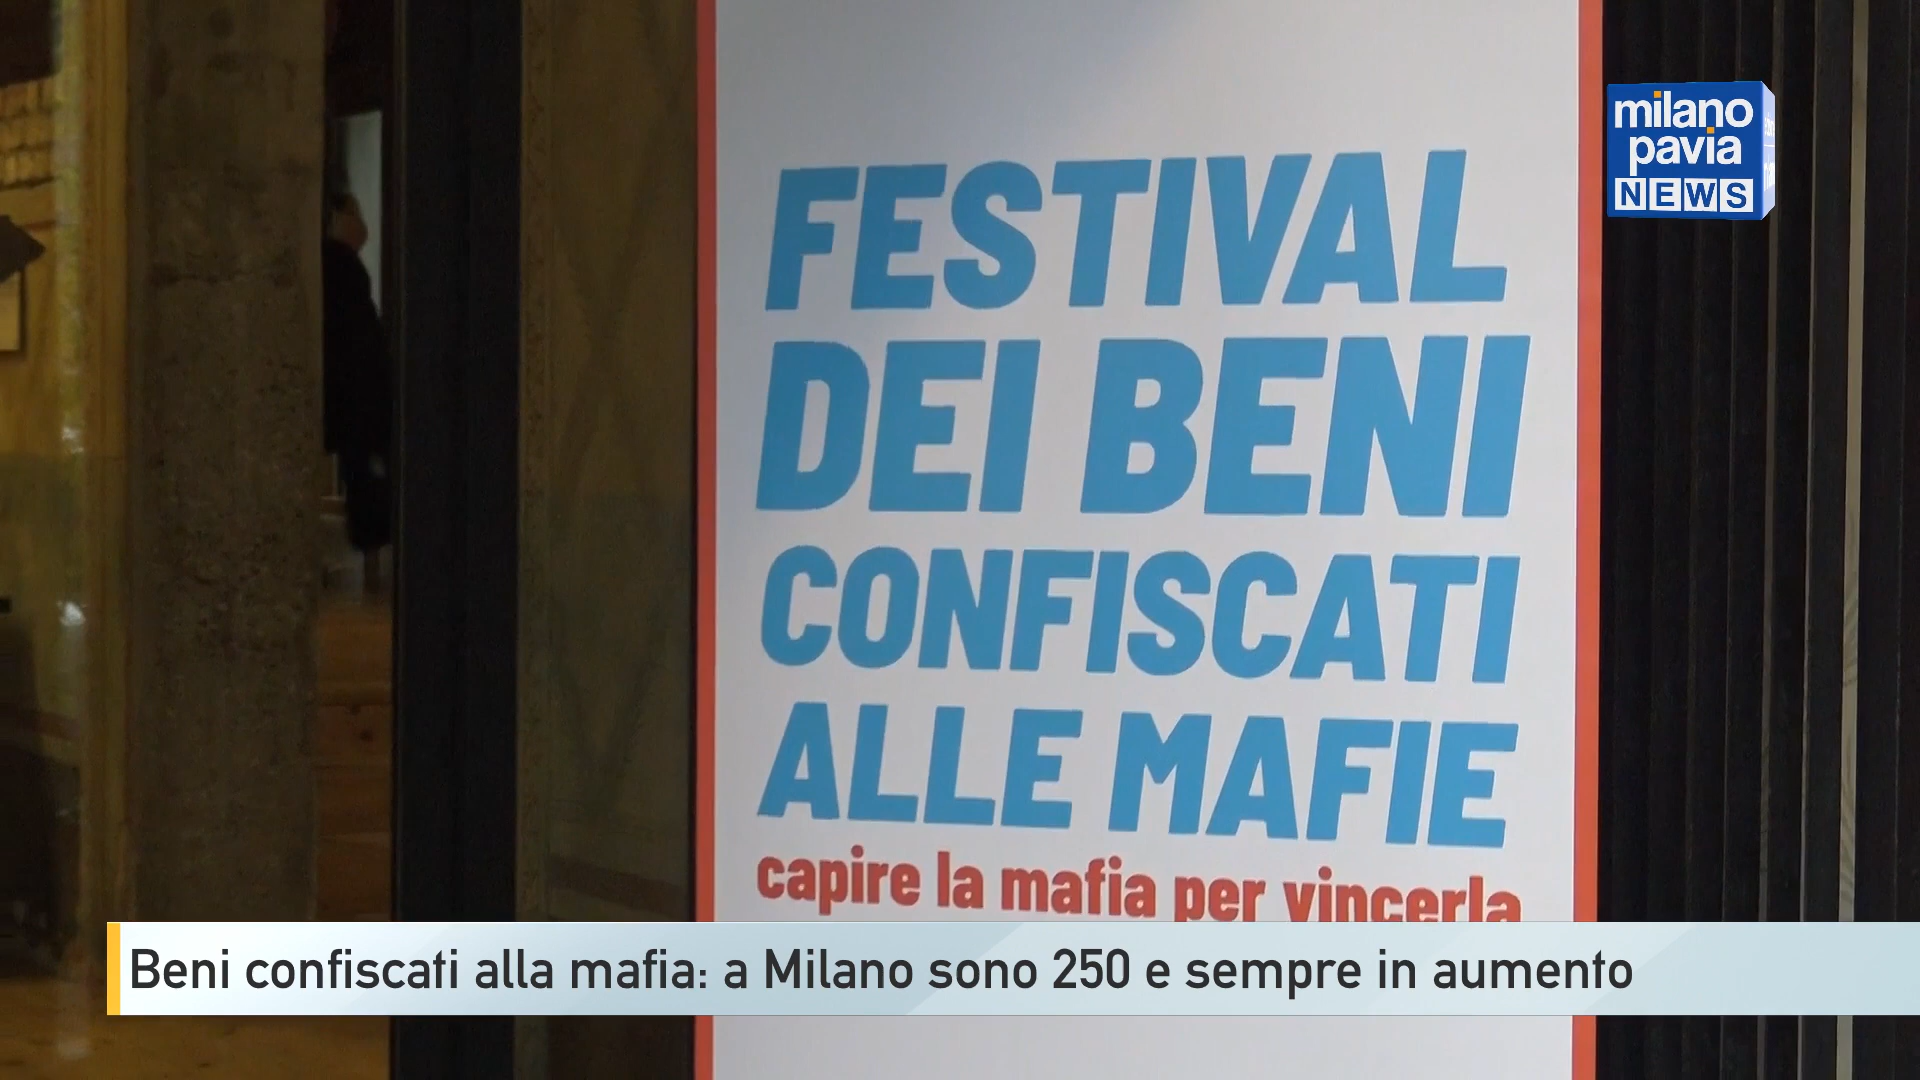 milano
pavia
NEWS
FESTIVAL
DEI BENI
CONFISCATI
ALLE MAFIE
capire la mafia per vincerla
Beni confiscati alla mafia: a Milano sono 250 e sempre in aumento